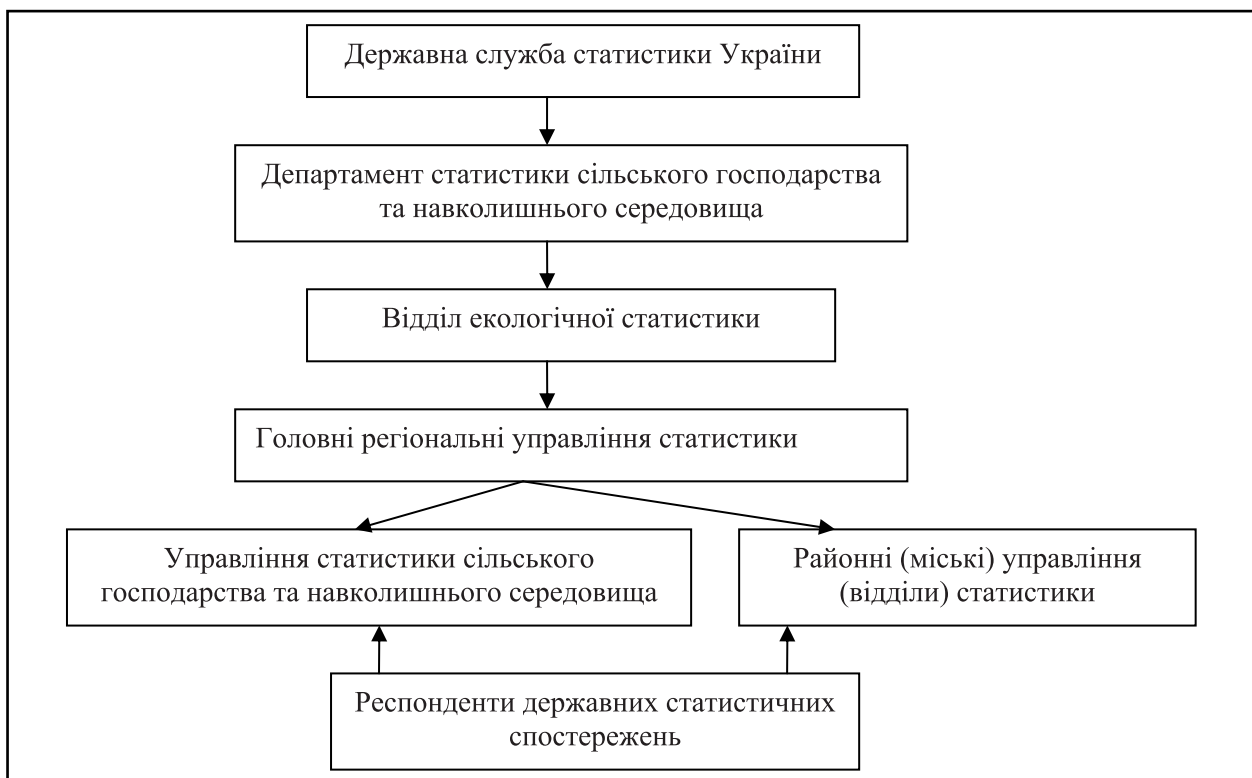 Державна служба статистики України
Департамент статистики сільського господарства
та навколишнього середовища
Відділ екологічної статистики
Головні регіональні управління статистики
Управління статистики сільського
господарства та навколишнього середовища
Районні (міські) управління
(відділи) статистики
Респонденти державних статистичних
спостережень